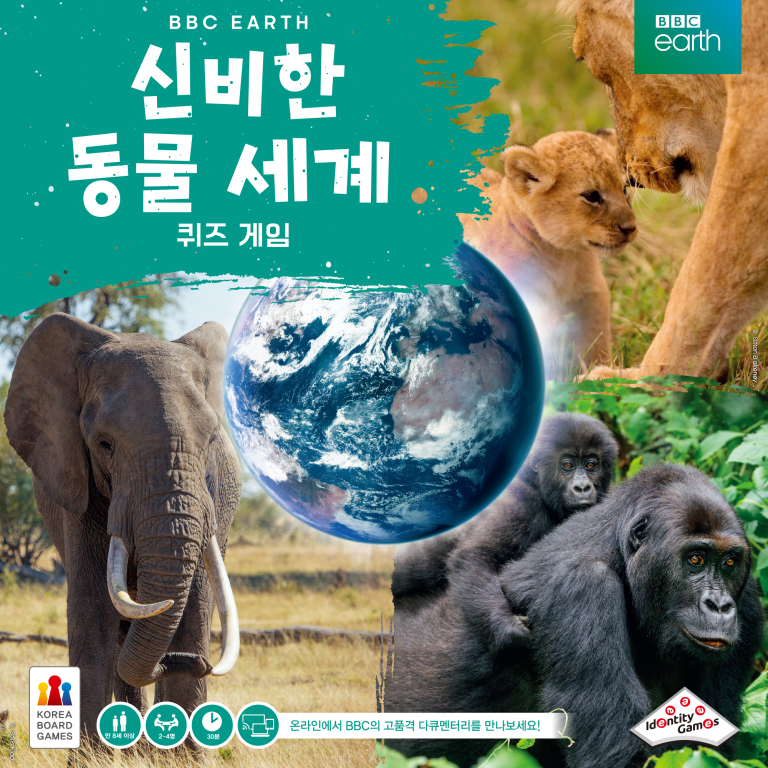 BBC EARTH
신비한
동물 세계
퀴즈 게임
BBC
earth
KOREA
BOARD
GAMES
만 8세 이상
2-4명
30분
온라인에서 BBC의 고품격 다큐멘터리를 만나보세요!
Identity
Games